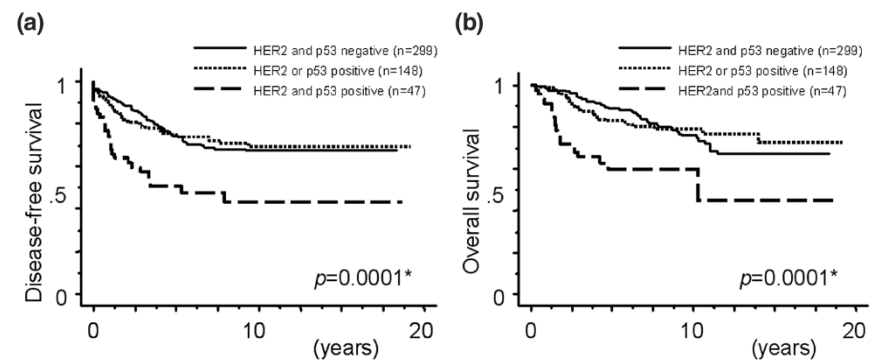 (a)
HER2 and p53 negative (n=299)
HER2 or p53 positive (n=148)
HER2 and p53 positive (n=47)
1
.5
0
Disease-free survival
p=0.0001*
0 10 20
(years)
(b)
HER2 and p53 negative (n=299)
HER2 or p53 positive (n=148)
HER2and p53 positive (n=47)
1
.5
0
Overall survival
p=0.0001*
0 10 20
(years)